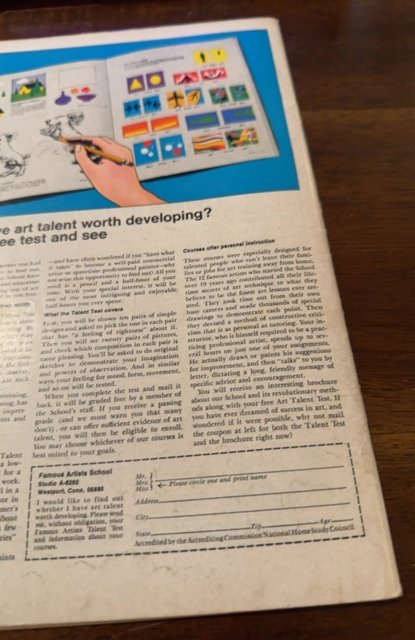 ve art talent worth developing?
ee test and see
—and have often wondered if you "have what
it takes" to become a well-paid commercial
artist or sparetime professional painter—why
not seize this opportunity to find out? All you
need is a pencil and a half-hour of your
time. With your special interest, it will be
one of the most intriguing and enjoyable
half-hours you ever spent.
What the Talent Test covers
First, you'll be shown ten pairs of simple
designs and asked to pick the one in each pair
that has a "feeling of rightness" about it.
Then you will see twenty pairs of pictures,
and check which composition in each pair is
more pleasing. You'll be asked to do original
sketches to demonstrate your imagination
and powers of observation. And in similar
ways, your feeling for mood, form, movement,
and so on will be tested.
When you complete the test and mail it
back, it will be graded free by a member of
the School's staff. If you receive a passing
grade (and we must warn you that many
don't), or can offer sufficient evidence of art
talent, you will then be eligible to enroll.
You may choose whichever of our courses is
best suited to your goals.
Courses offer personal instruction
These courses were especially designed for
talented people who can't leave their fami-
lies or jobs for art training away from home.
The 12 famous artists who started the School
over 19 years ago contributed all their life-
time secrets of art technique to what they
believe to be the finest art lessons ever cre-
ated. They took time out from their own
busy careers and made thousands of special
drawings to demonstrate each point. Then
they devised a method of constructive criti-
cism that is as personal as tutoring. Your in-
structor, who is himself required to be a prac-
ticing professional artist, spends up to sev-
eral hours on just one of your assignments.
He actually draws or paints his suggestions
for improvement, and then "talks" to you by
letter, dictating a long, friendly message of
specific advice and encouragement.
You will receive an interesting brochure
about our School and its revolutionary meth-
ods along with your free Art Talent Test. If
you have ever dreamed of success in art, and
wondered if it were possible, why not mail
the coupon at left for both the Talent Test
and the brochure right now?
Famous Artists School
Westport, Conn. 06880
I would like to find out
whether I have art talent
worth developing. Please send
me, without obligation, your
Famous Artists Talent Test
and information about your
courses.
Mr.
Mrs. Please circle one and print name
Miss
Address
City
State Zip Age
Accredited by the Accrediting Commission National Home Study Council